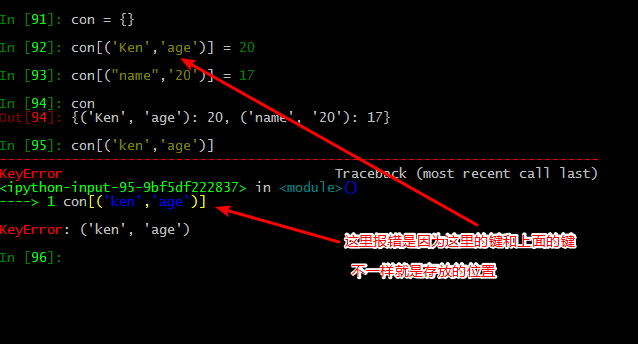 In [91]: con = {}
In [92]: con[('Ken','age')] = 20
In [93]: con[("name",'20')] = 17
In [94]: con
Out[94]: {('Ken', 'age'): 20, ('name', '20'): 17}
In [95]: con[('ken','age')]
---------------------------------------------------------------------------
KeyError                                  Traceback (most recent call last)
<ipython-input-95-9bf5df222837> in <module>()
----> 1 con[('ken','age')]
这里报错是因为这里的键和上面的键
KeyError: ('ken', 'age')
不一样就是存放的位置
In [96]: